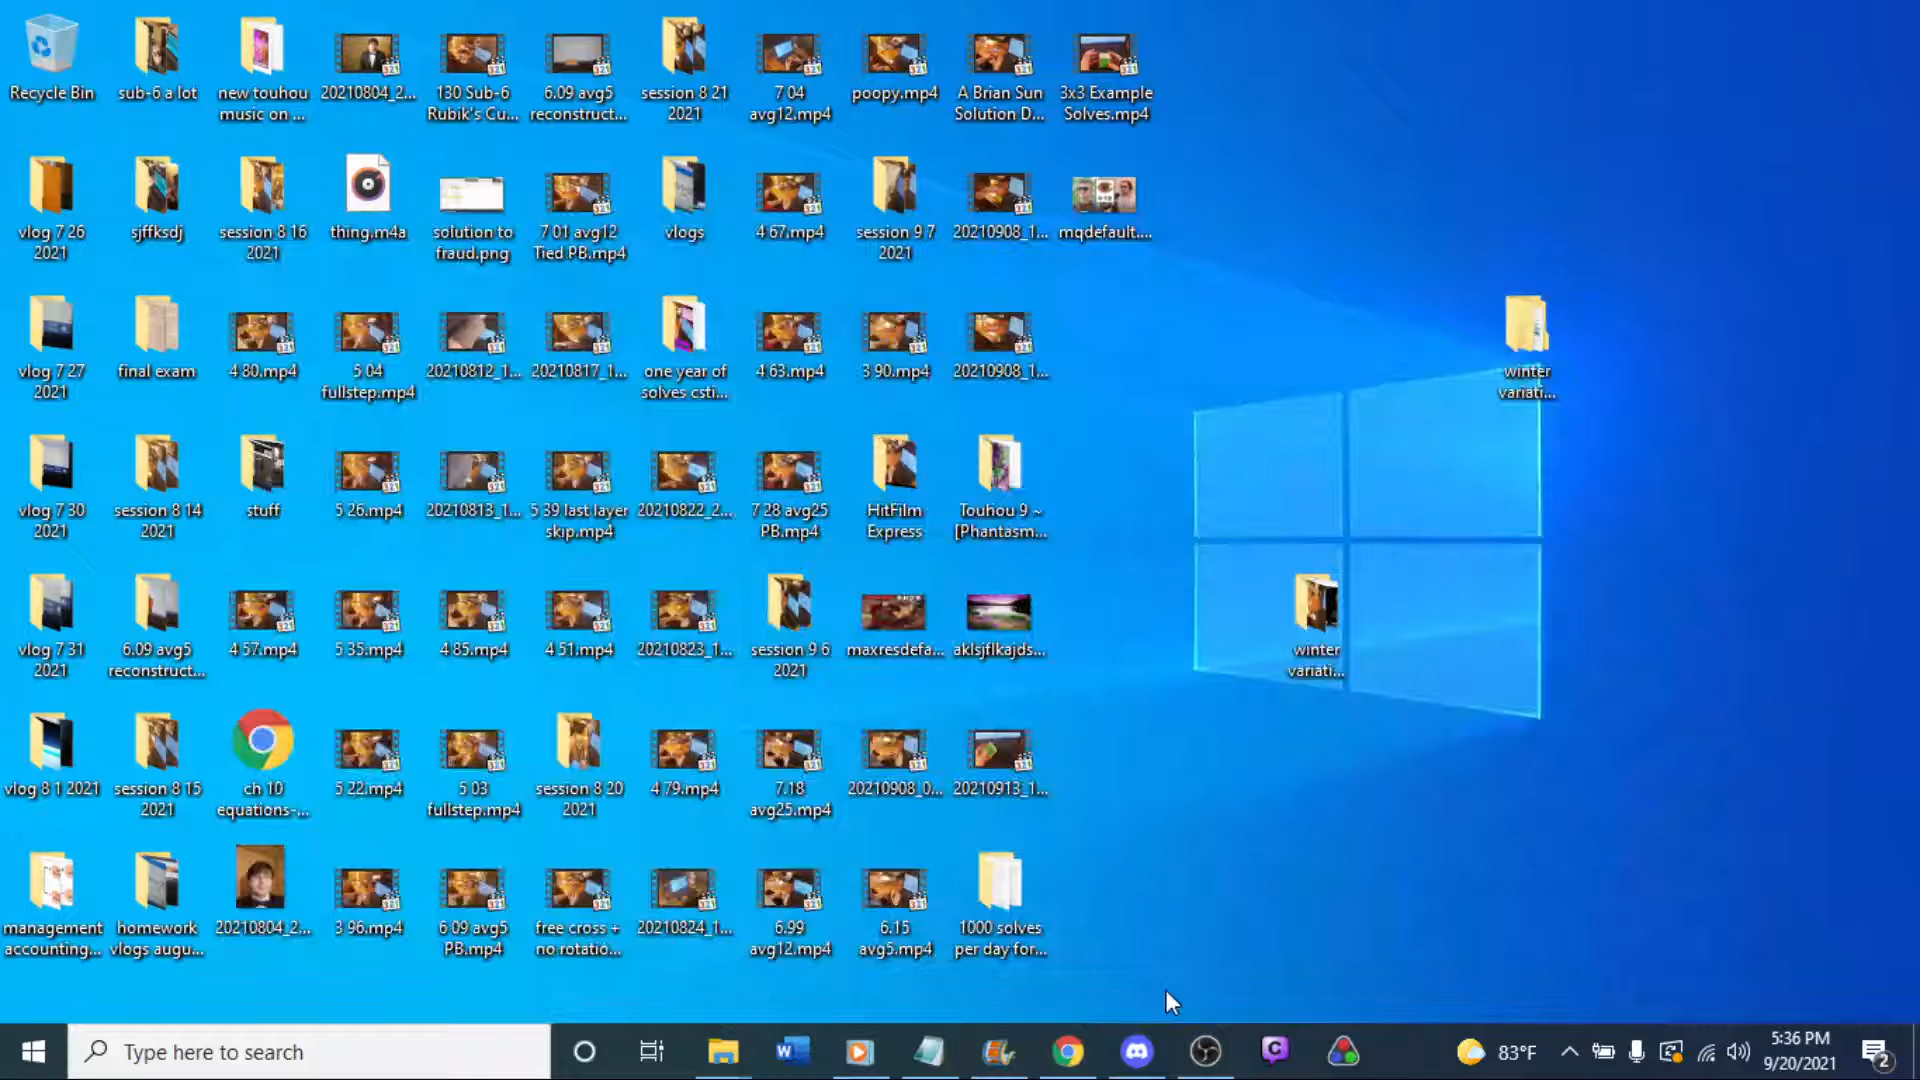 Recycle Bin
sub-6 a lot
new touhou
music on ...
20210804_2...
130 Sub-6
Rubik's Cu...
6.09 avg5
reconstruct...
session 8 21
2021
7 04
avg12.mp4
poopy.mp4
A Brian Sun
Solution D...
3x3 Example
Solves.mp4
vlog 7 26
2021
sjffksdj
session 8 16
2021
thing.m4a
solution to
fraud.png
7 01 avg12
Tied PB.mp4
vlogs
4 67.mp4
session 9 7
2021
20210908_1...
mqdefault....
vlog 7 27
2021
final exam
4 80.mp4
5 04
fullstep.mp4
20210812_1...
20210817_1...
one year of
solves csti...
4 63.mp4
3 90.mp4
20210908_1...
winter
variati...
vlog 7 30
2021
session 8 14
2021
stuff
5 26.mp4
20210813_1...
5 39 last layer
skip.mp4
20210822_2...
7 28 avg25
PB.mp4
HitFilm
Express
Touhou 9 ~
[Phantasm...
vlog 7 31
2021
6.09 avg5
reconstruct...
4 57.mp4
5 35.mp4
4 85.mp4
4 51.mp4
20210823_1...
session 9 6
2021
maxresdefa...
aklsjflkajds...
winter
variati...
vlog 8 1 2021
session 8 15
2021
ch 10
equations-...
5 22.mp4
5 03
fullstep.mp4
session 8 20
2021
4 79.mp4
7.18
avg25.mp4
20210908_0...
20210913_1...
management
accounting...
homework
vlogs augu...
20210804_2...
3 96.mp4
6 09 avg5
PB.mp4
free cross +
no rotatio...
20210824_1...
6.99
avg12.mp4
6.15
avg5.mp4
1000 solves
per day for...
Type here to search
83°F
5:36 PM
9/20/2021
2